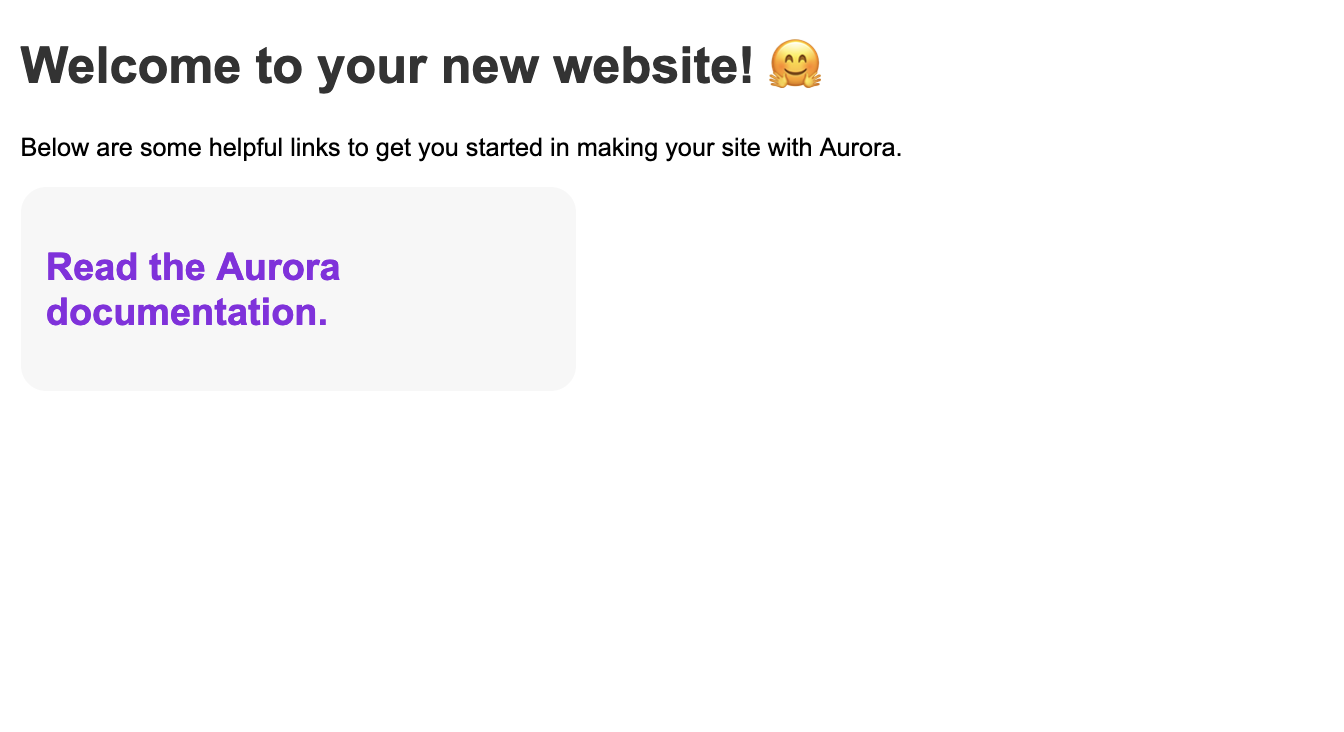 Welcome to your new website! 🤗
Below are some helpful links to get you started in making your site with Aurora.
Read the Aurora
documentation.